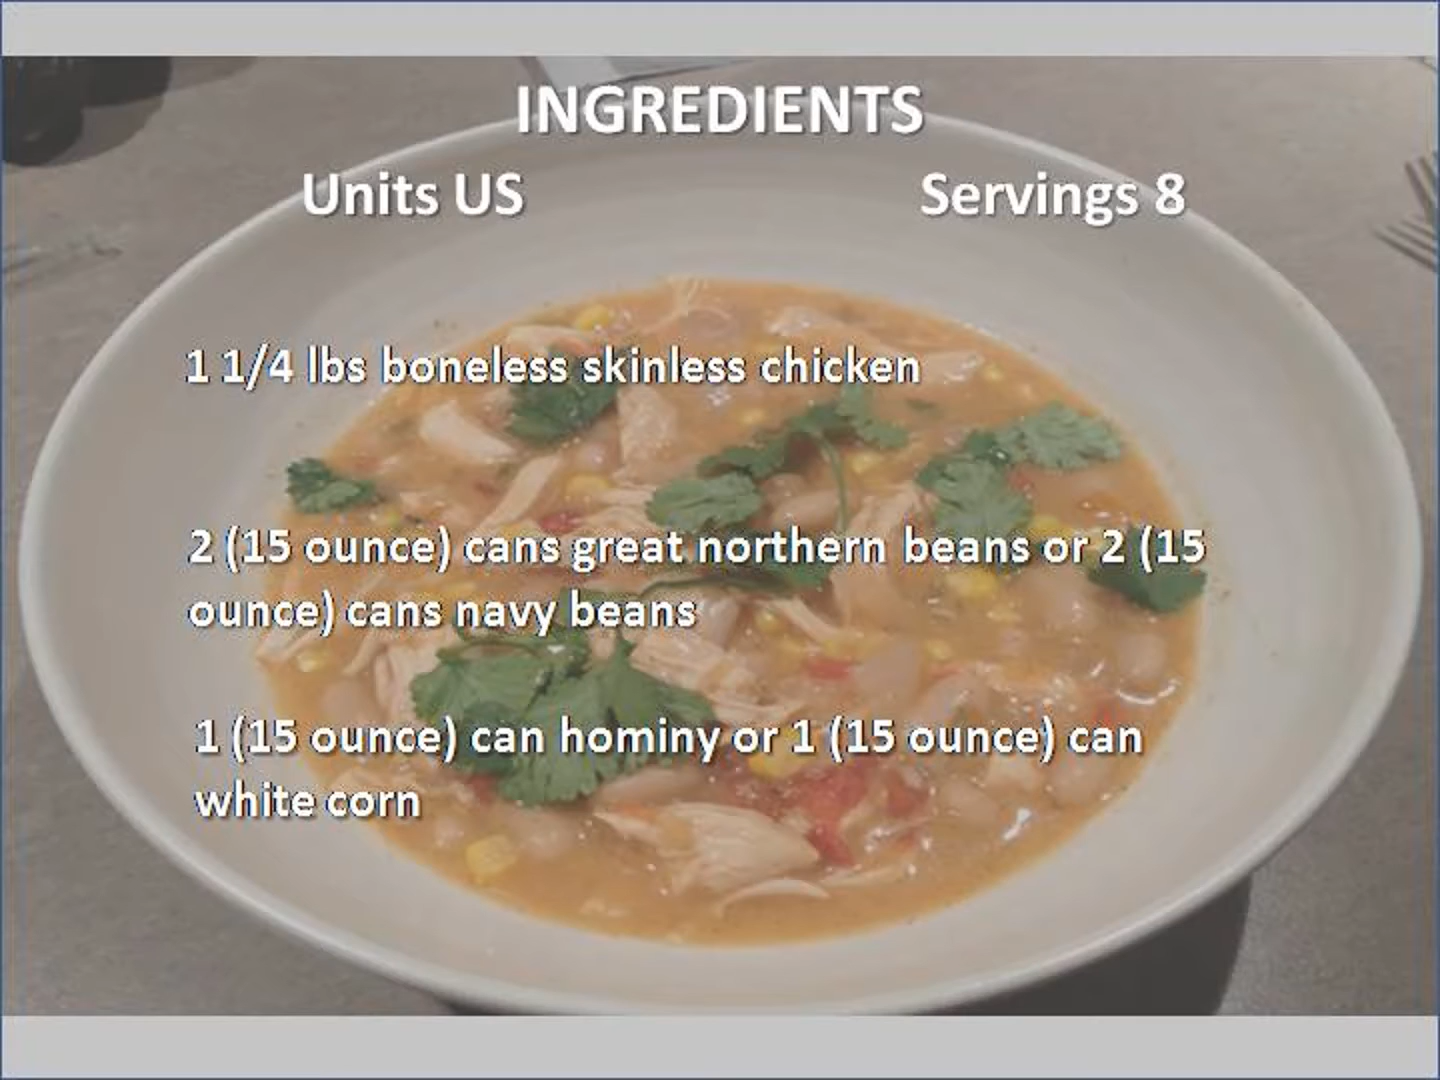 INGREDIENTS
Units US Servings 8
1 1/4 lbs boneless skinless chicken
2 (15 ounce) cans great northern beans or 2 (15
ounce) cans navy beans
1 (15 ounce) can hominy or 1 (15 ounce) can
white corn